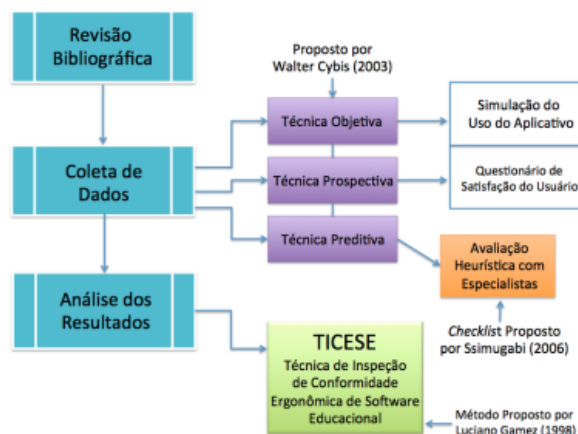 Revisão
Bibliográfica
Proposto por
Walter Cybis (2003)
Técnica Objetiva
Simulação do
Uso do Aplicativo
Coleta de
Dados
Técnica Prospectiva
Questionário de
Satisfação do Usuário
Técnica Preditiva
Avaliação
Heurística com
Especialistas
Análise dos
Resultados
Checklist Proposto
por Ssimugabi (2006)
TICESE
Técnica de Inspeção
de Conformidade
Ergonômica de Software
Educacional
Método Proposto por
Luciano Gamez (1998)